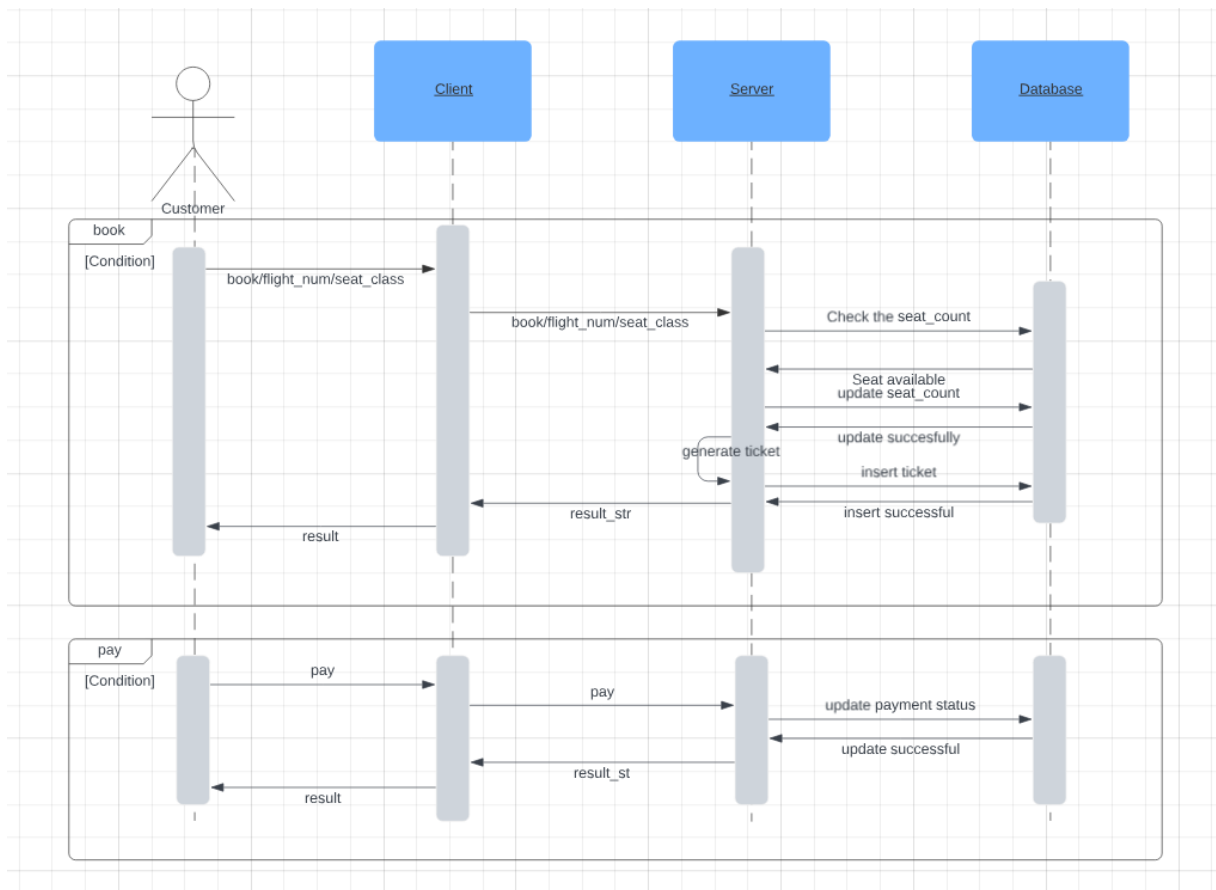 Client
Server
Database
Customer
book
[Condition]
book/flight_num/seat_class
book/flight_num/seat_class
Check the seat_count
Seat available
update seat_count
update succesfully
generate ticket
insert ticket
insert successful
result_str
result
pay
[Condition]
pay
pay
update payment status
update successful
result_st
result